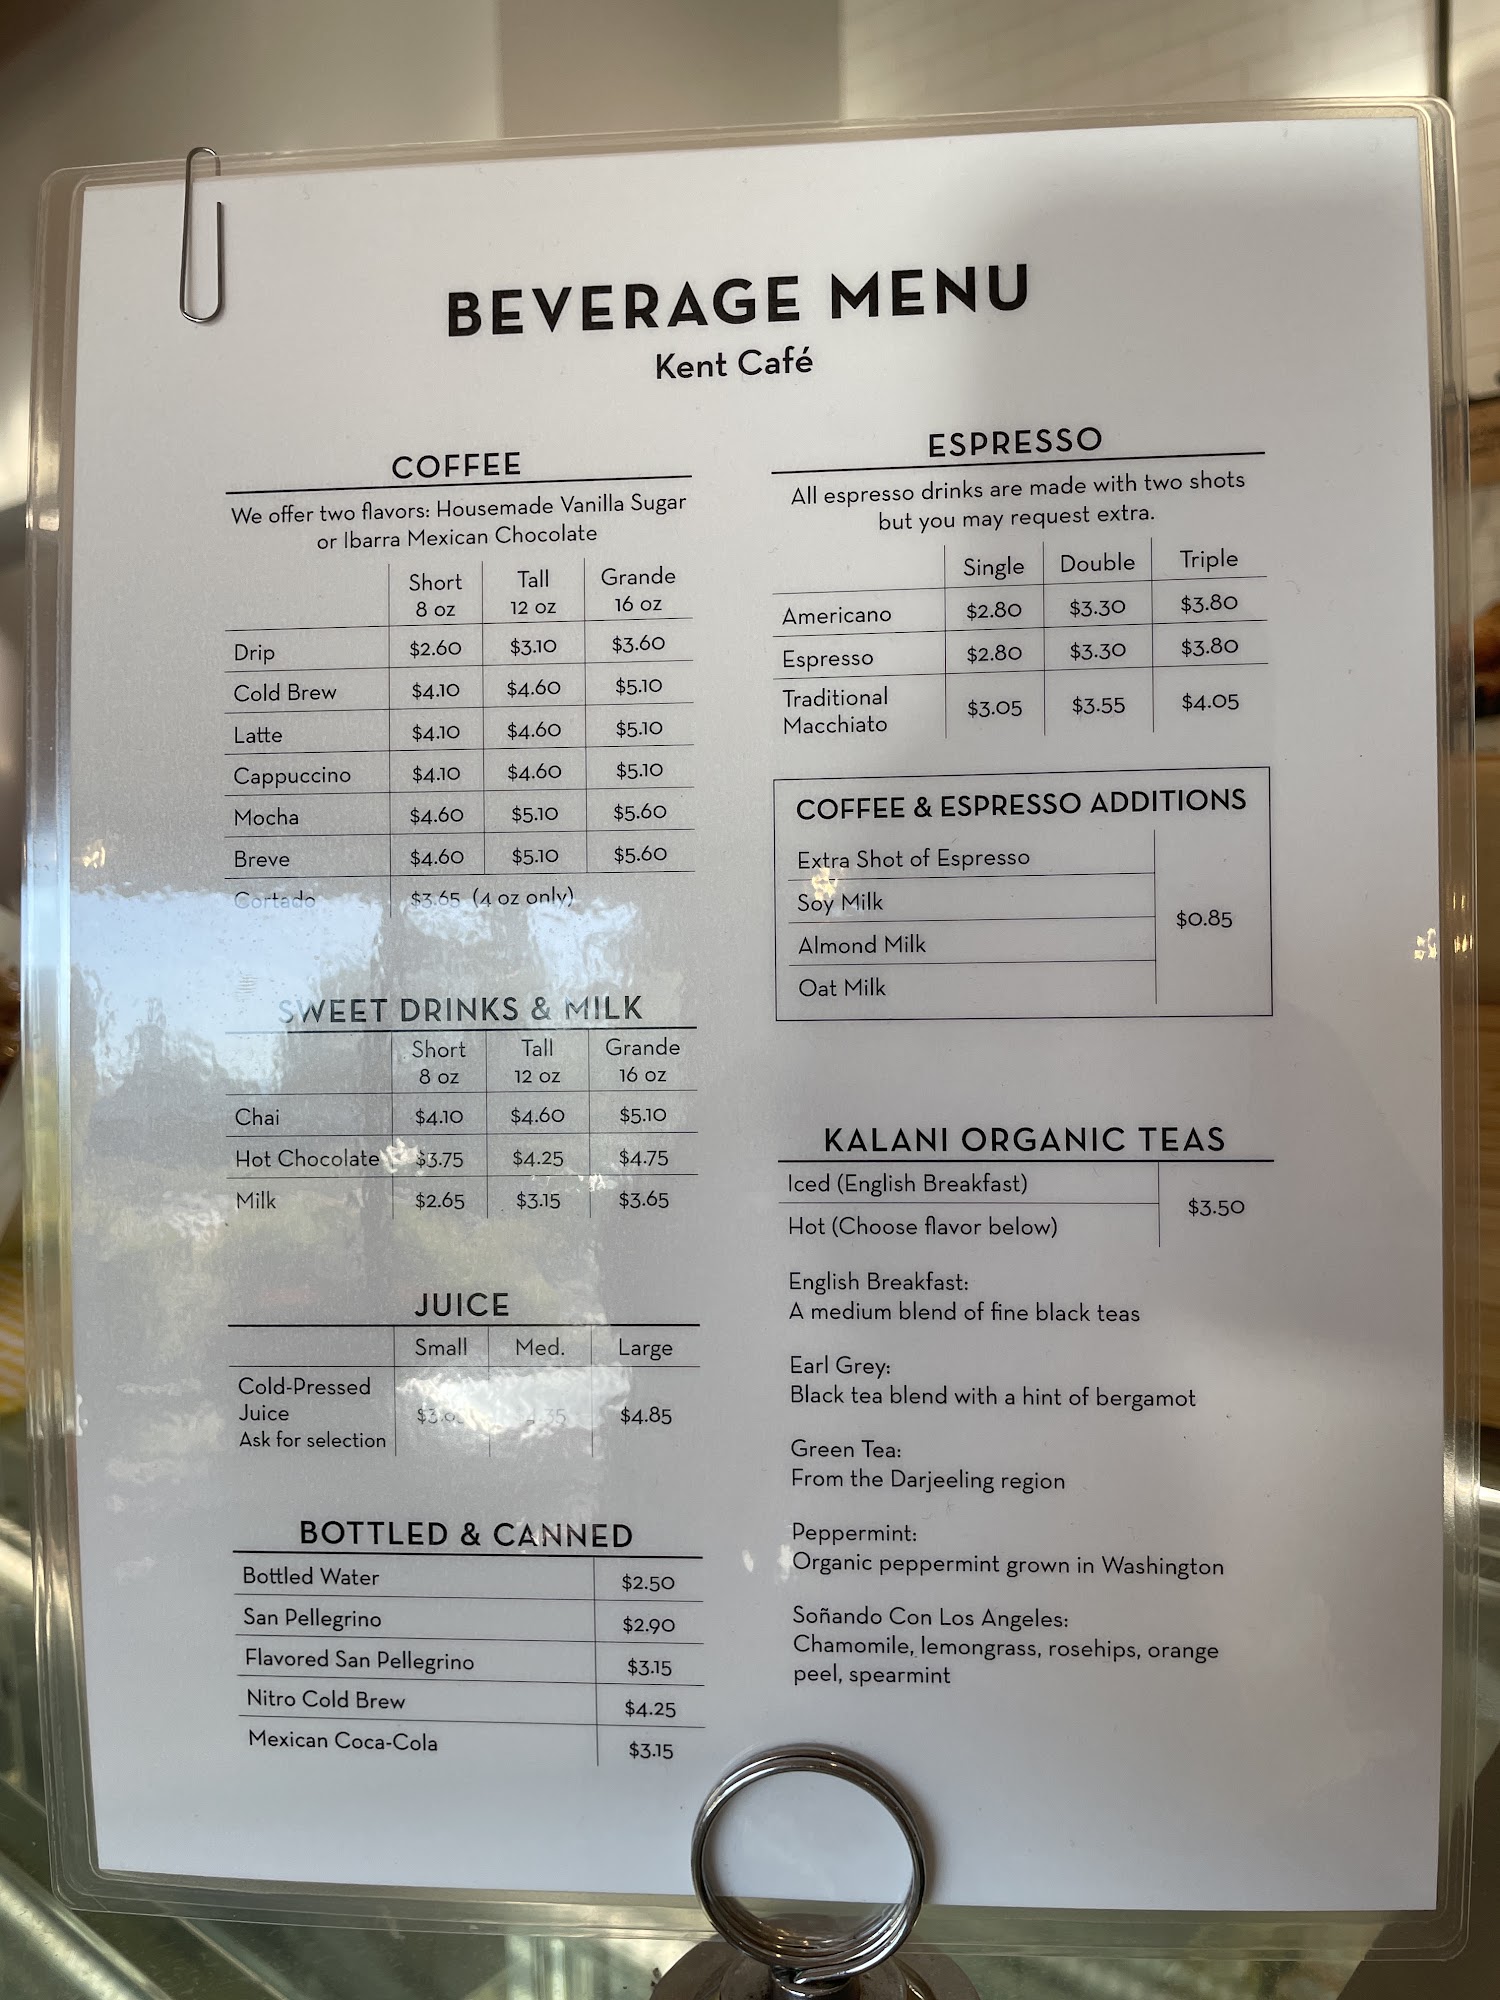 BEVERAGE MENU
Kent Café
COFFEE
We offer two flavors: Housemade Vanilla Sugar
or Ibarra Mexican Chocolate
Short Tall Grande
8 oz 12 oz 16 oz
Drip $2.60 $3.10 $3.60
Cold Brew $4.10 $4.60 $5.10
Latte $4.10 $4.60 $5.10
Cappuccino $4.10 $4.60 $5.10
Mocha $4.60 $5.10 $5.60
Breve $4.60 $5.10 $5.60
Cortado $3.65 (4 oz only)
SWEET DRINKS & MILK
Short Tall Grande
8 oz 12 oz 16 oz
Chai $4.10 $4.60 $5.10
Hot Chocolate $3.75 $4.25 $4.75
Milk $2.65 $3.15 $3.65
JUICE
Small Med. Large
Cold-Pressed
Juice $4.85
Ask for selection
BOTTLED & CANNED
Bottled Water $2.50
San Pellegrino $2.90
Flavored San Pellegrino $3.15
Nitro Cold Brew $4.25
Mexican Coca-Cola $3.15
ESPRESSO
All espresso drinks are made with two shots
but you may request extra.
Single Double Triple
Americano $2.80 $3.30 $3.80
Espresso $2.80 $3.30 $3.80
Traditional
Macchiato $3.05 $3.55 $4.05
COFFEE & ESPRESSO ADDITIONS
Extra Shot of Espresso
Soy Milk
$0.85
Almond Milk
Oat Milk
KALANI ORGANIC TEAS
Iced (English Breakfast)
$3.50
Hot (Choose flavor below)
English Breakfast:
A medium blend of fine black teas
Earl Grey:
Black tea blend with a hint of bergamot
Green Tea:
From the Darjeeling region
Peppermint:
Organic peppermint grown in Washington
Soñando Con Los Angeles:
Chamomile, lemongrass, rosehips, orange
peel, spearmint